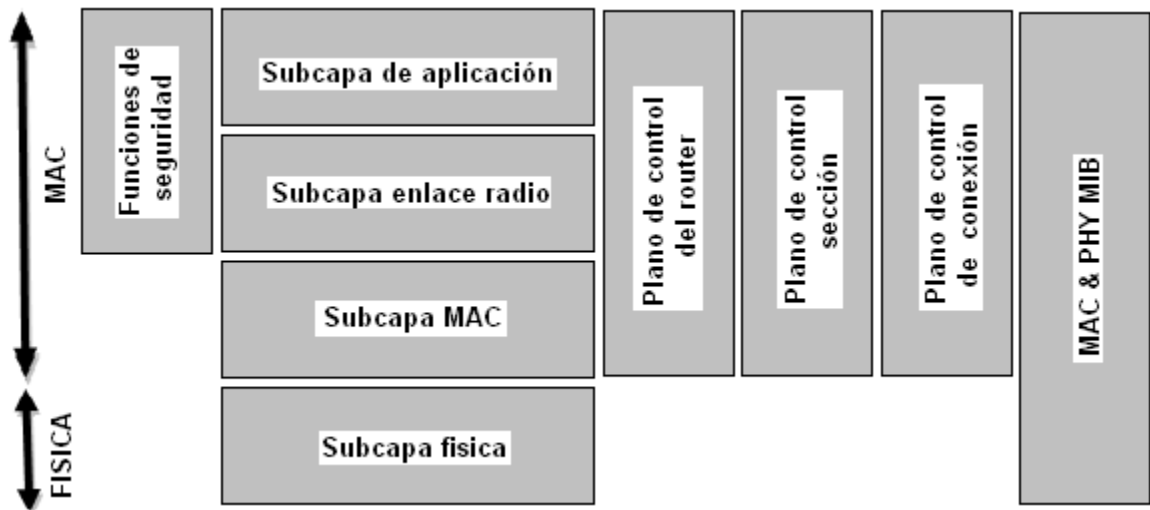 MAC
FISICA
Funciones de
seguridad
Subcapa de aplicación
Subcapa enlace radio
Subcapa MAC
Subcapa fisica
Plano de control
del router
Plano de control
sección
Plano de control
de conexión
MAC & PHY MIB